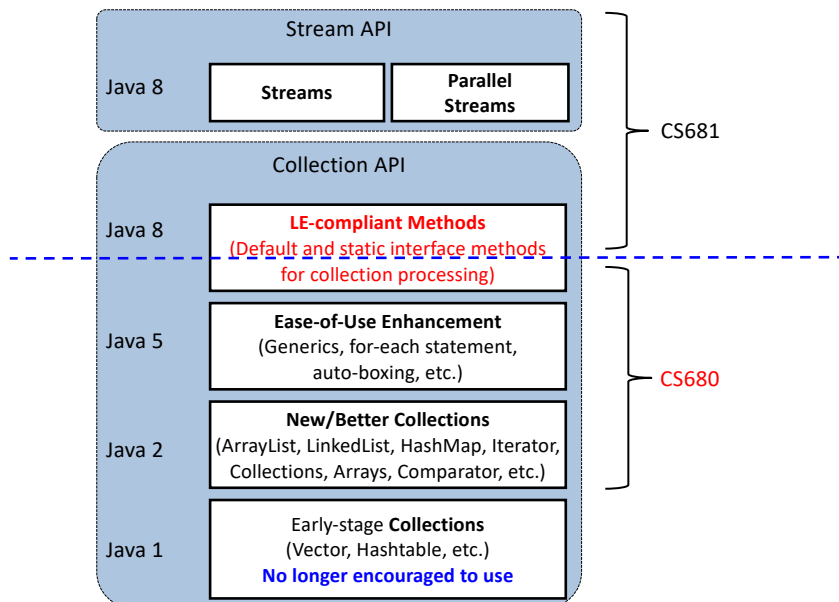 Stream API
Java 8
Streams
Parallel
Streams
CS681
Collection API
Java 8
LE-compliant Methods
(Default and static interface methods
for collection processing)
Java 5
Ease-of-Use Enhancement
(Generics, for-each statement,
auto-boxing, etc.)
CS680
Java 2
New/Better Collections
(ArrayList, LinkedList, HashMap, Iterator,
Collections, Arrays, Comparator, etc.)
Java 1
Early-stage Collections
(Vector, Hashtable, etc.)
No longer encouraged to use